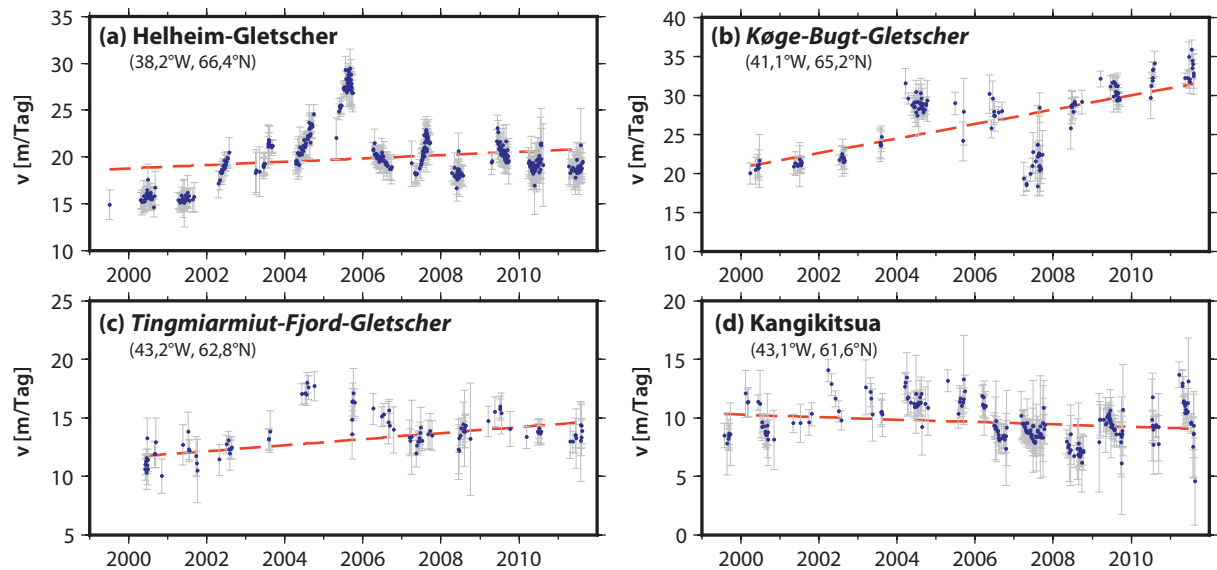 (a) Helheim-Gletscher
(38,2°W, 66,4°N)
v [m/Tag]
35
30
25
20
15
10
2000 2002 2004 2006 2008 2010
(b) Køge-Bugt-Gletscher
(41,1°W, 65,2°N)
v [m/Tag]
40
35
30
25
20
15
10
2000 2002 2004 2006 2008 2010
(c) Tingmiarmiut-Fjord-Gletscher
(43,2°W, 62,8°N)
v [m/Tag]
25
20
15
10
5
2000 2002 2004 2006 2008 2010
(d) Kangikitsua
(43,1°W, 61,6°N)
v [m/Tag]
20
15
10
5
0
2000 2002 2004 2006 2008 2010